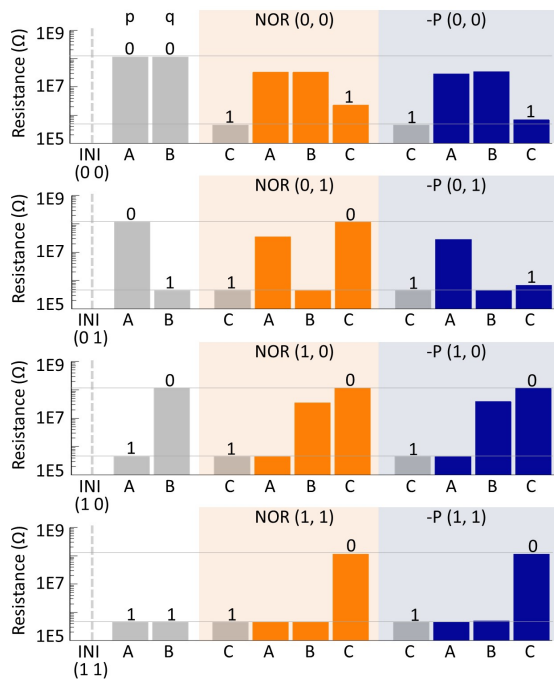 p q NOR (0, 0) -P (0, 0)
1E9
1E7
1E5
Resistance (Ω)
0 0 1 1 1 1
INI A B C A B C C A B C
(0 0)
NOR (0, 1) -P (0, 1)
1E9
1E7
1E5
Resistance (Ω)
0 1 1 0 1 1
INI A B C A B C C A B C
(0 1)
NOR (1, 0) -P (1, 0)
1E9
1E7
1E5
Resistance (Ω)
1 0 1 0 1 0
INI A B C A B C C A B C
(1 0)
NOR (1, 1) -P (1, 1)
1E9
1E7
1E5
Resistance (Ω)
1 1 1 0 1 0
INI A B C A B C C A B C
(1 1)